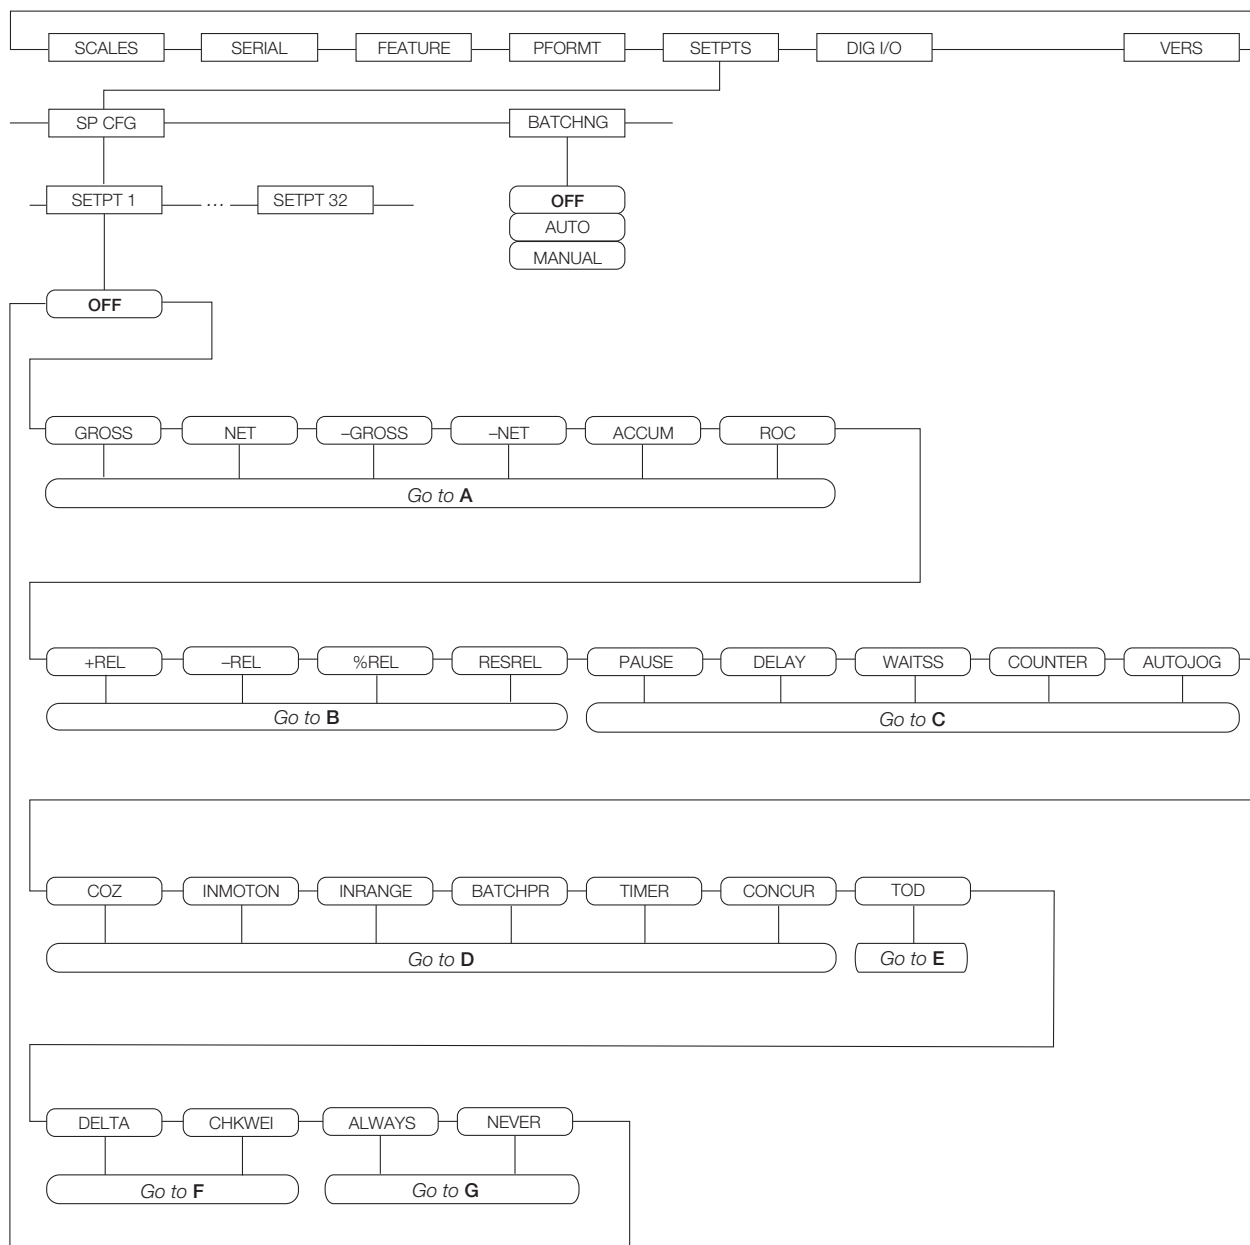 SCALES SERIAL FEATURE PFORMT SETPTS DIG I/O VERS
SP CFG BATCHNG
SETPT 1 ... SETPT 32
OFF
AUTO
MANUAL
OFF
GROSS NET –GROSS –NET ACCUM ROC
Go to A
+REL –REL %REL RESREL PAUSE DELAY WAITSS COUNTER AUTOJOG
Go to B Go to C
COZ INMOTON INRANGE BATCHPR TIMER CONCUR TOD
Go to D Go to E
DELTA CHKWEI ALWAYS NEVER
Go to F Go to G